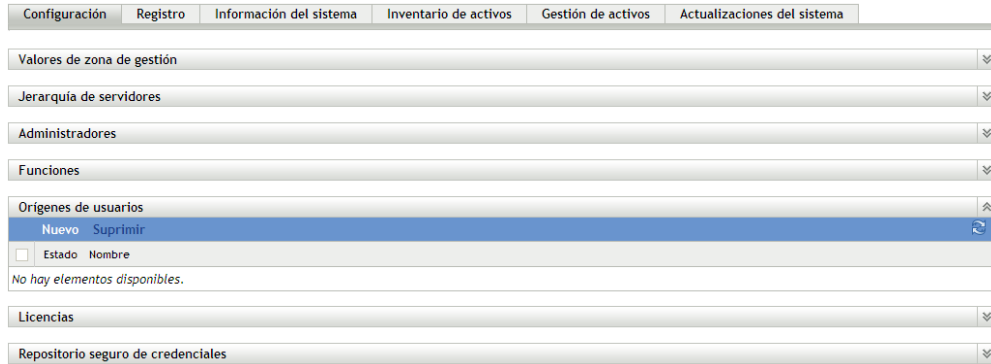 Configuración Registro Información del sistema Inventario de activos Gestión de activos Actualizaciones del sistema
Valores de zona de gestión
Jerarquía de servidores
Administradores
Funciones
Orígenes de usuarios
Nuevo Suprimir
Estado Nombre
No hay elementos disponibles.
Licencias
Repositorio seguro de credenciales